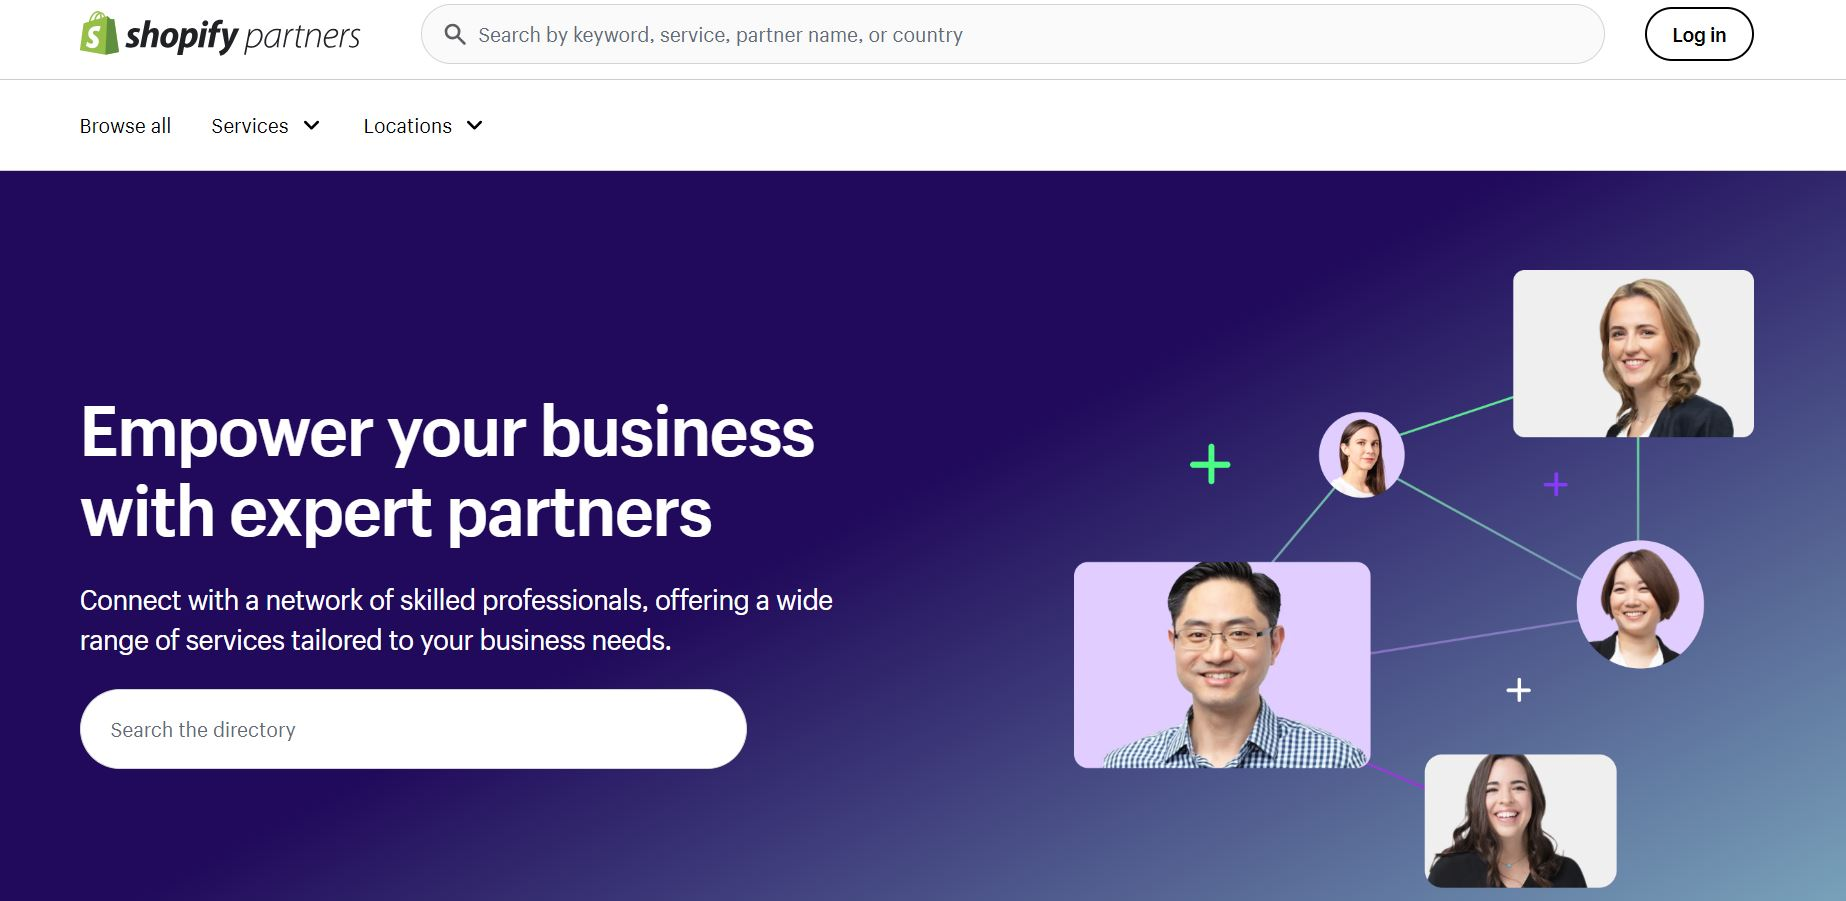 shopify partners
Search by keyword, service, partner name, or country
Log in
Browse all
Services
Locations
Empower your business
with expert partners
Connect with a network of skilled professionals, offering a wide
range of services tailored to your business needs.
Search the directory